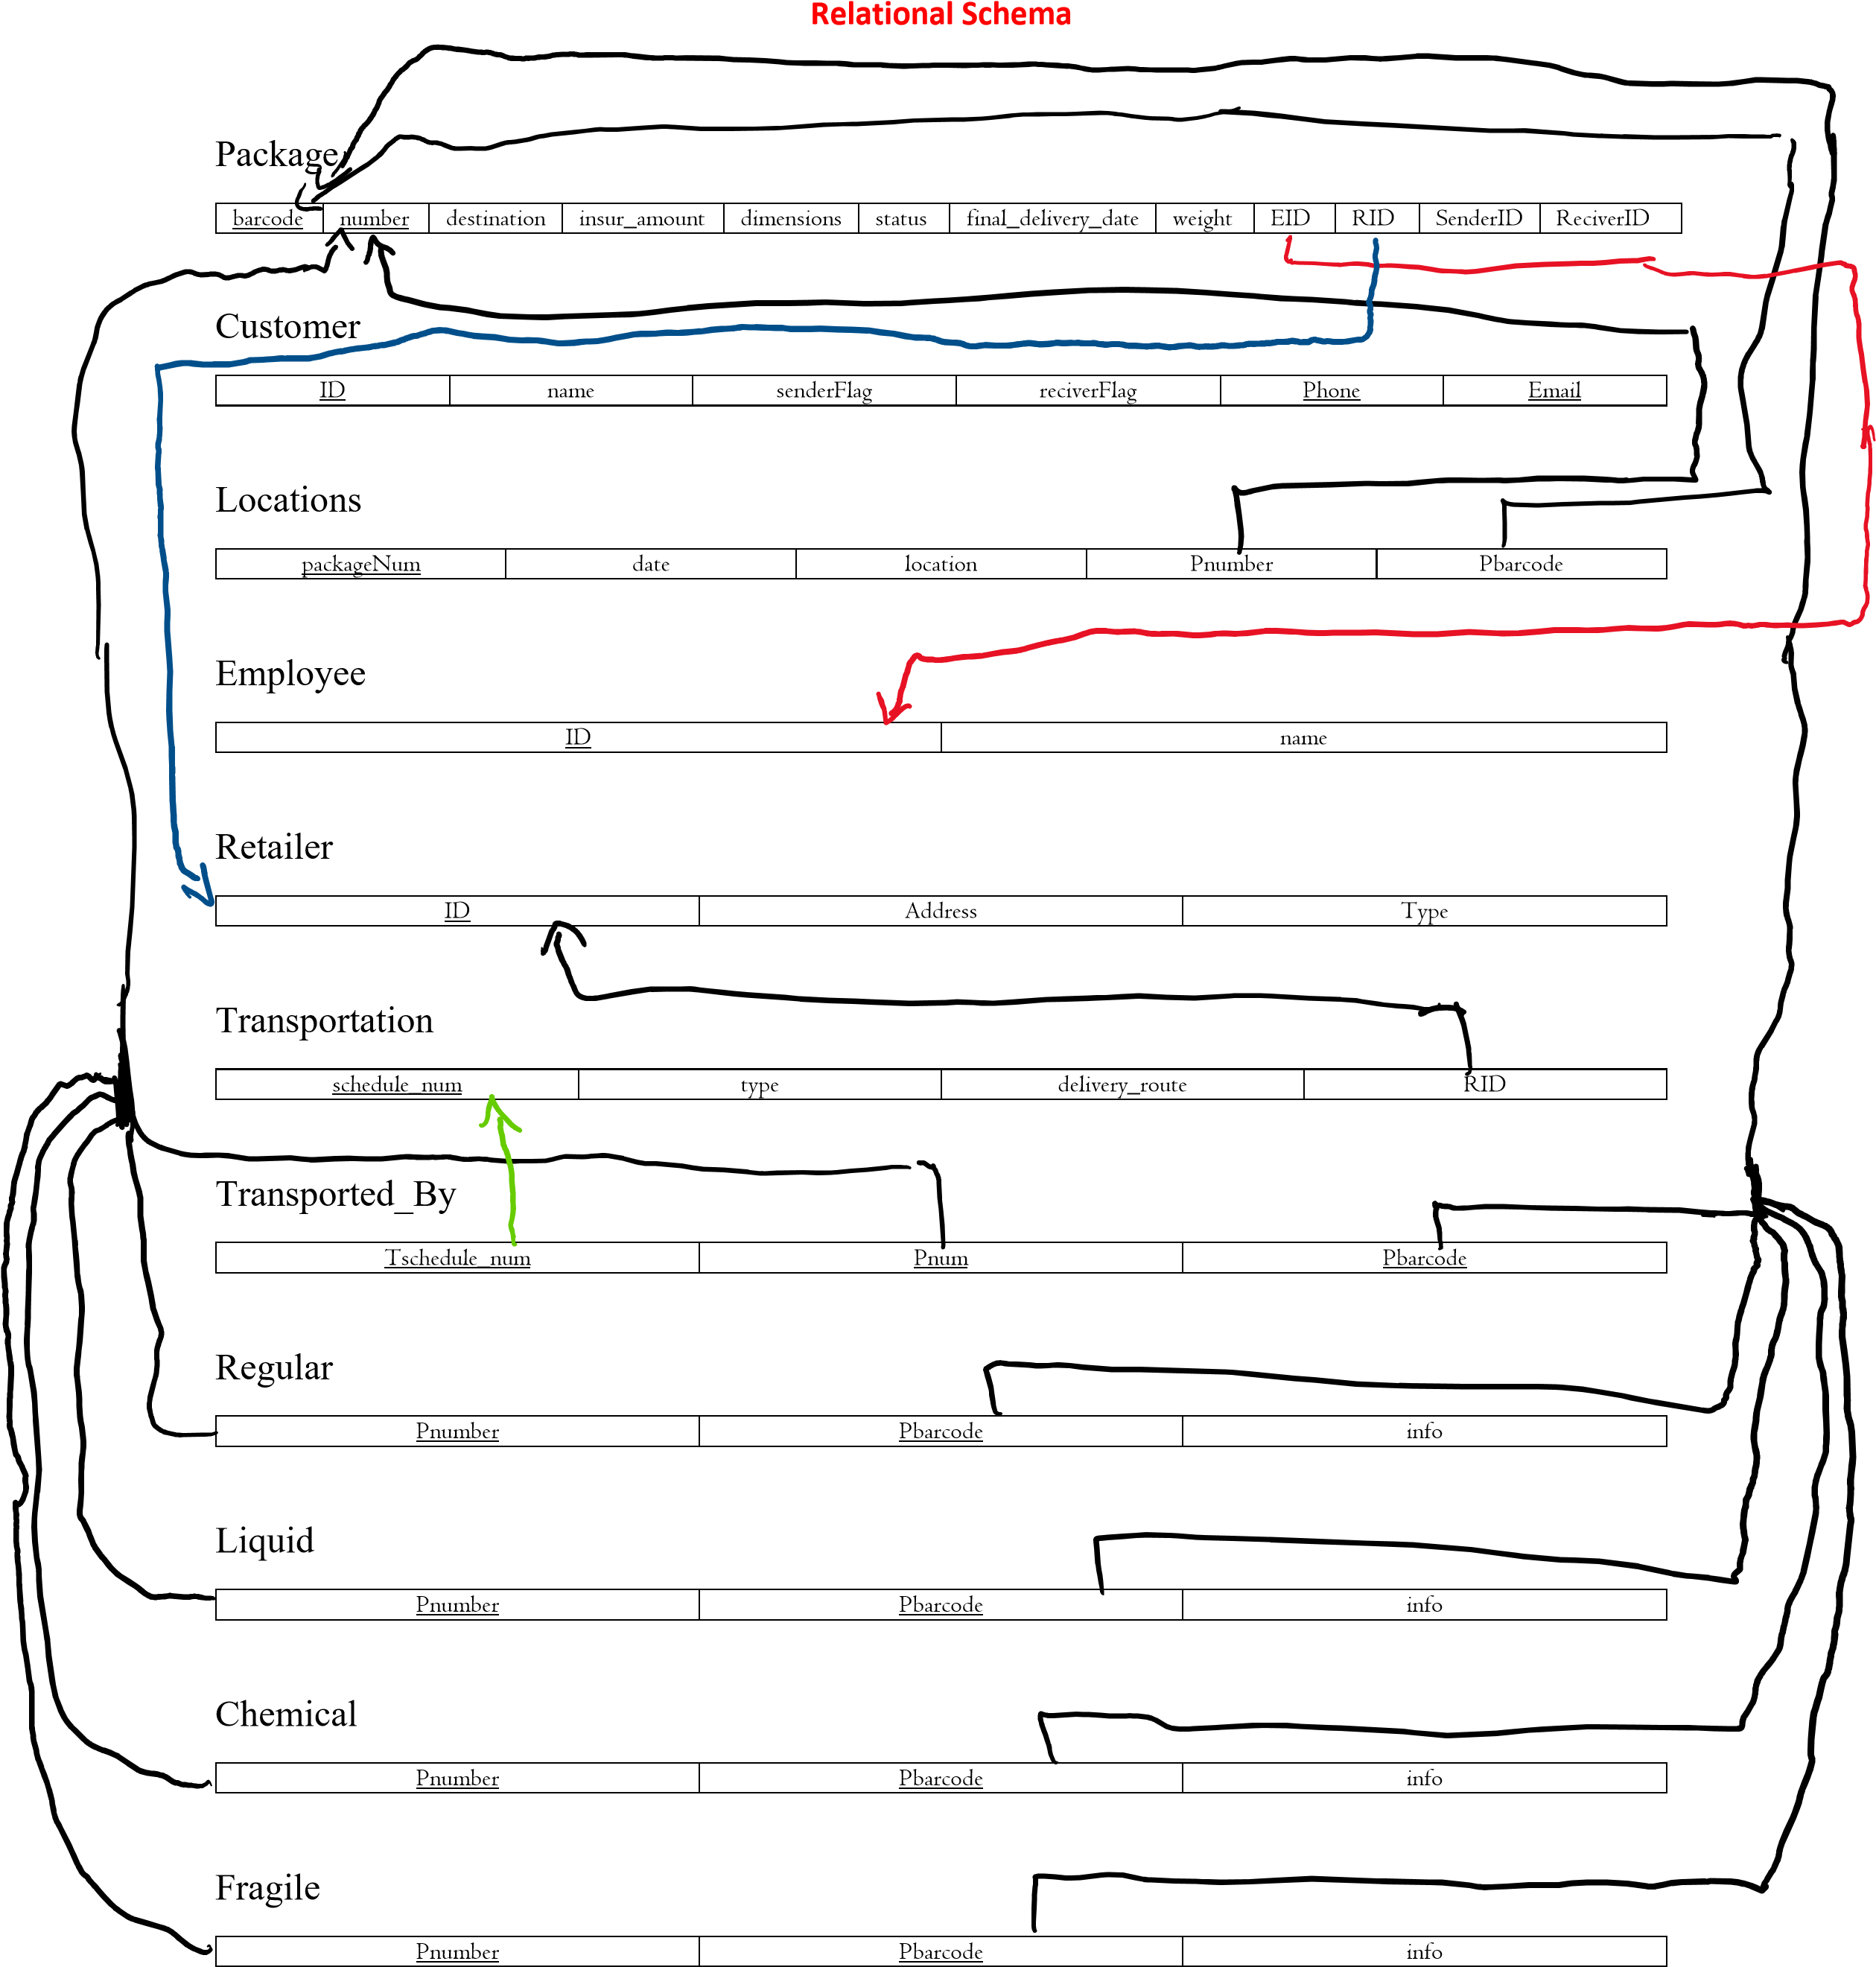 Relational Schema
Package
barcode number destination insur_amount dimensions status final_delivery_date weight EID RID SenderID ReciverID
Customer
ID name senderFlag reciverFlag Phone Email
Locations
packageNum date location Pnumber Pbarcode
Employee
ID name
Retailer
ID Address Type
Transportation
schedule_num type delivery_route RID
Transported_By
Tschedule_num Pnum Pbarcode
Regular
Pnumber Pbarcode info
Liquid
Pnumber Pbarcode info
Chemical
Pnumber Pbarcode info
Fragile
Pnumber Pbarcode info